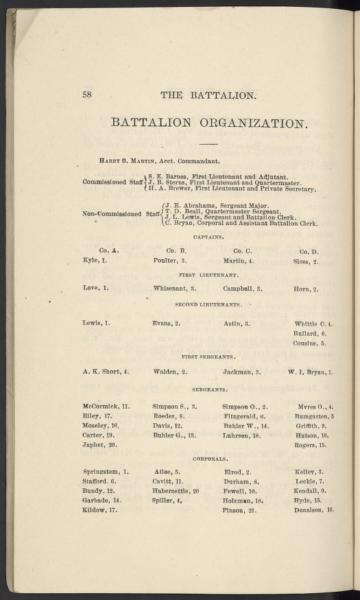 58 THE BATTALION.
BATTALION ORGANIZATION.
HARRY S. MARTIN, Acct. Commandant.
Commissioned Staff { S. E. Barnes, First Lieutenant and Adjutant.
J. B. Sterns, First Lieutenant and Quartermaster.
H. A. Brewer, First Lieutenant and Private Secretary.
Non-Commissioned Staff { J. E. Abrahams, Sergeant Major.
T. D. Beall, Quartermaster Sergeant.
J. L. Lewis, Sergeant and Battalion Clerk.
C. Bryan, Corporal and Assistant Battalion Clerk.
CAPTAINS.
Co. A. Co. B. Co. C. Co. D.
Kyle, 1. Poulter, 3. Martin, 4. Sloss, 2.
FIRST LIEUTENANT.
Love, 1. Whisenant, 3. Campbell, 3. Horn, 2.
SECOND LIEUTENANTS.
Lewis, 1. Evans, 2. Astin, 3. Whittle C. 4.
Bullard, 6.
Cousins, 5.
FIRST SERGEANTS.
A. K. Short, 4. Walden, 2. Jackman, 3. W. I. Bryan, 1.
SERGEANTS.
McCormick, 11. Simpson S., 3. Simpson O., 2. Myres O., 4.
Riley, 17. Roeder, 8. Fitzgerald, 6. Bumgarten, 5
Moseley, 18, Davis, 12. Buhler W., 14. Griffith, 9.
Carter, 19. Buhler G., 13. Luhrsen, 18. Hutson, 10.
Japhet, 20. Rogers, 15.
CORPORALS.
Springstem, 1. Atlee, 5. Elrod, 2. Koller, 3.
Stafford, 6. Cavitt, 11. Durham, 8. Leckie, 7.
Bundy, 12. Haberzettle, 20 Fewell, 10. Kendall, 9.
Garbade, 14. Spiller, 4, Holzman, 16. Hyde, 15.
Kildow, 17. Pinson, 21. Donalson, 16.